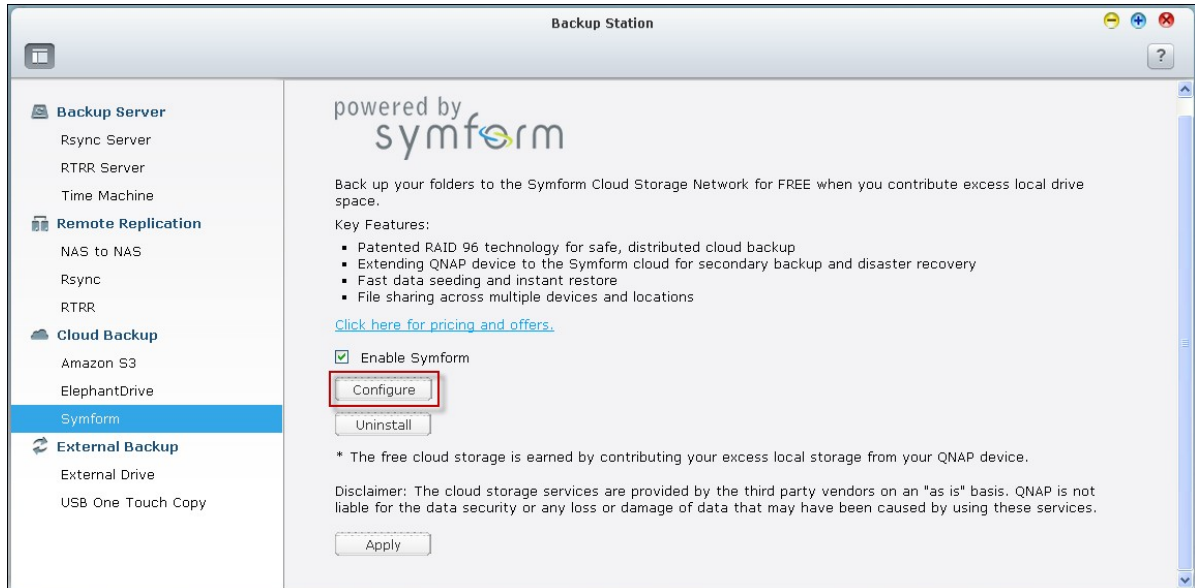 Backup Station
?
Backup Server
Rsync Server
RTRR Server
Time Machine
Remote Replication
NAS to NAS
Rsync
RTRR
Cloud Backup
Amazon S3
ElephantDrive
Symform
External Backup
External Drive
USB One Touch Copy
powered by
symform
Back up your folders to the Symform Cloud Storage Network for FREE when you contribute excess local drive
space.
Key Features:
▪ Patented RAID 96 technology for safe, distributed cloud backup
▪ Extending QNAP device to the Symform cloud for secondary backup and disaster recovery
▪ Fast data seeding and instant restore
▪ File sharing across multiple devices and locations
Click here for pricing and offers.
Enable Symform
Configure
Uninstall
* The free cloud storage is earned by contributing your excess local storage from your QNAP device.
Disclaimer: The cloud storage services are provided by the third party vendors on an "as is" basis. QNAP is not
liable for the data security or any loss or damage of data that may have been caused by using these services.
Apply